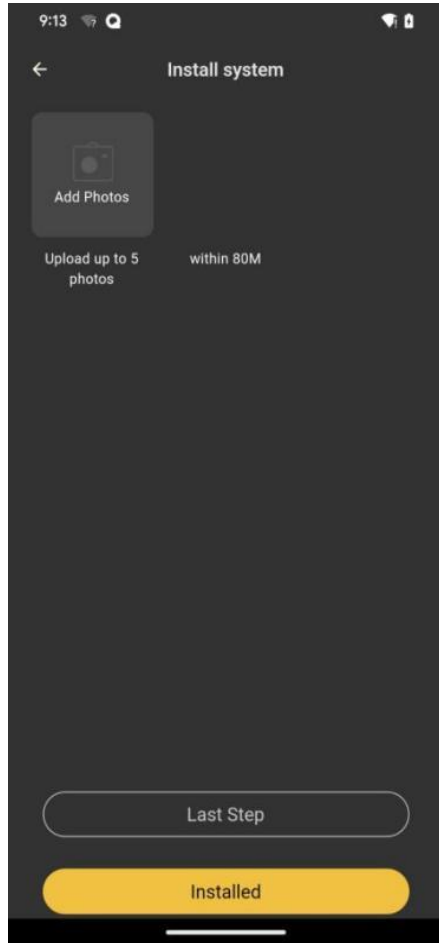 9:13
Install system
Add Photos
Upload up to 5
photos
within 80M
Last Step
Installed